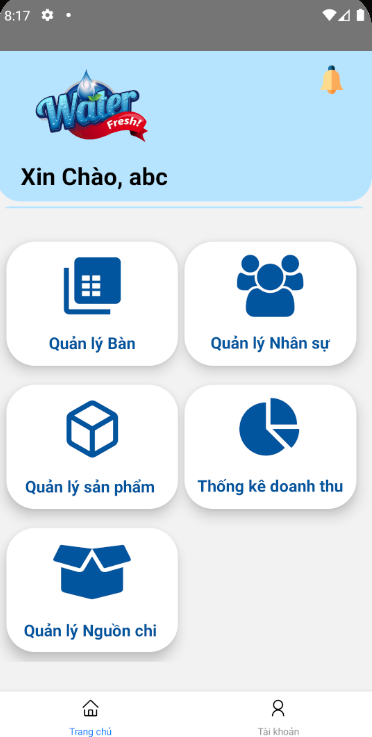 8:17
Water
Fresh!
Xin Chào, abc
Quản lý Bàn
Quản lý Nhân sự
Quản lý sản phẩm
Thống kê doanh thu
Quản lý Nguồn chi
Trang chủ
Tài khoản